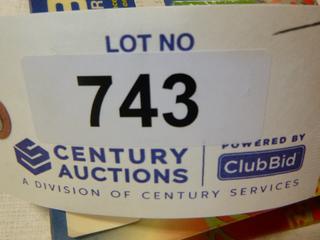 LOT NO
743
CENTURY AUCTIONS
POWERED BY
ClubBid
A DIVISION OF CENTURY SERVICES